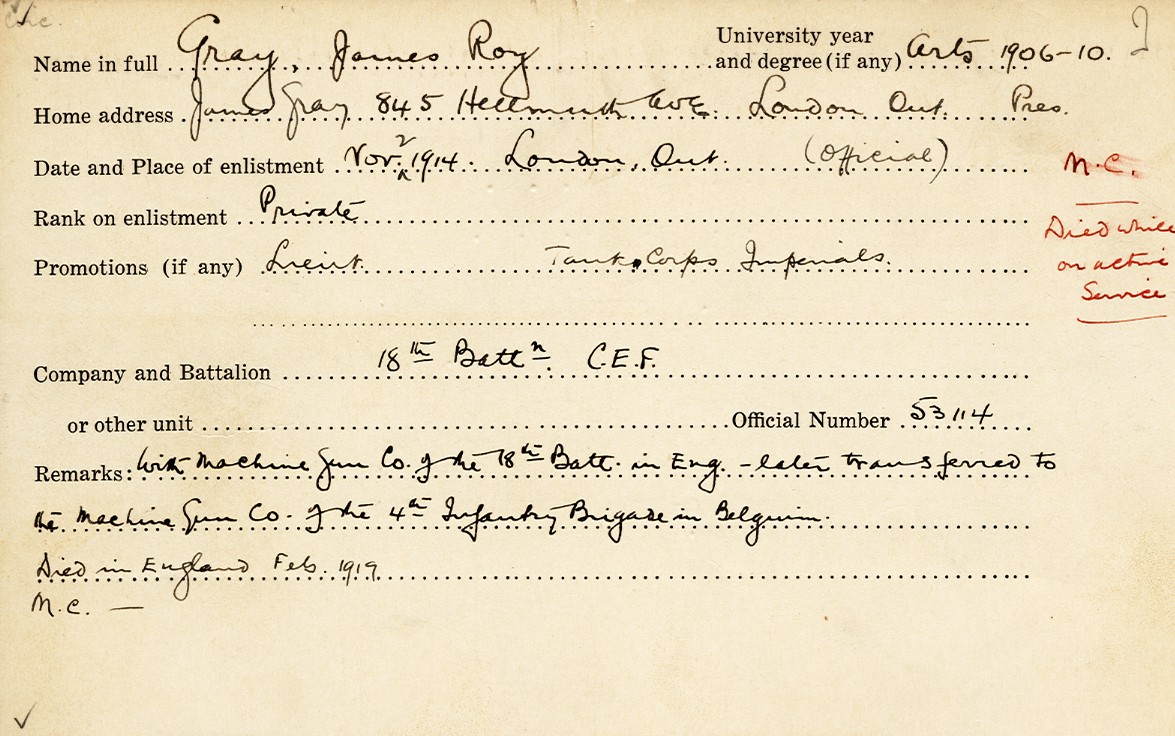 University year
Name in full Gray, James Roy and degree (if any) Arts 1906-10.
Home address James Gray 845 Hellmuth Ave. London Ont. Pres.
Date and Place of enlistment Nov. 2 1914. London, Ont. (Official)
M.C.
Rank on enlistment Private
Died while
on active
Service
Promotions (if any) Lieut. Tank Corps Imperials.
Company and Battalion 18th Battn. C.E.F.
or other unit Official Number 53114
Remarks: With Machine Gun Co. of the 18th Batt. in Eng. - later transferred to
the Machine Gun Co. of the 4th Infantry Brigade in Belguim.
Died in England Feb. 1919
M.C. —